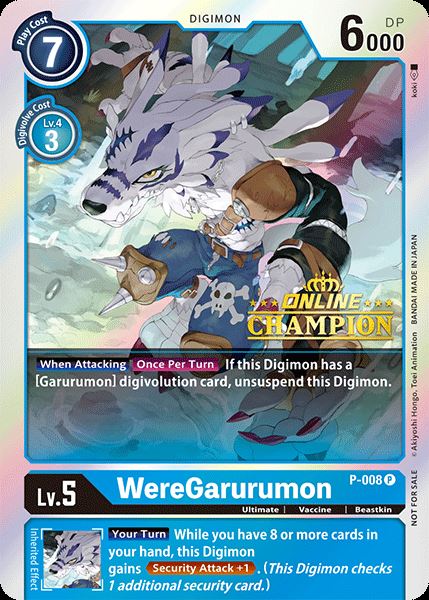 Play Cost
7
DIGIMON
6000
DP
Digivolve Cost
Lv.4
3
koki
ONLINE
CHAMPION
When Attacking Once Per Turn If this Digimon has a
[Garurumon] digivolution card, unsuspend this Digimon.
© Akiyoshi Hongo, Toei Animation BANDAI MADE IN JAPAN
NOT FOR SALE
Lv.5
WereGarurumon
P-008 P
Ultimate | Vaccine | Beastkin
Inherited Effect
Your Turn While you have 8 or more cards in
your hand, this Digimon
gains Security Attack +1. (This Digimon checks
1 additional security card.)